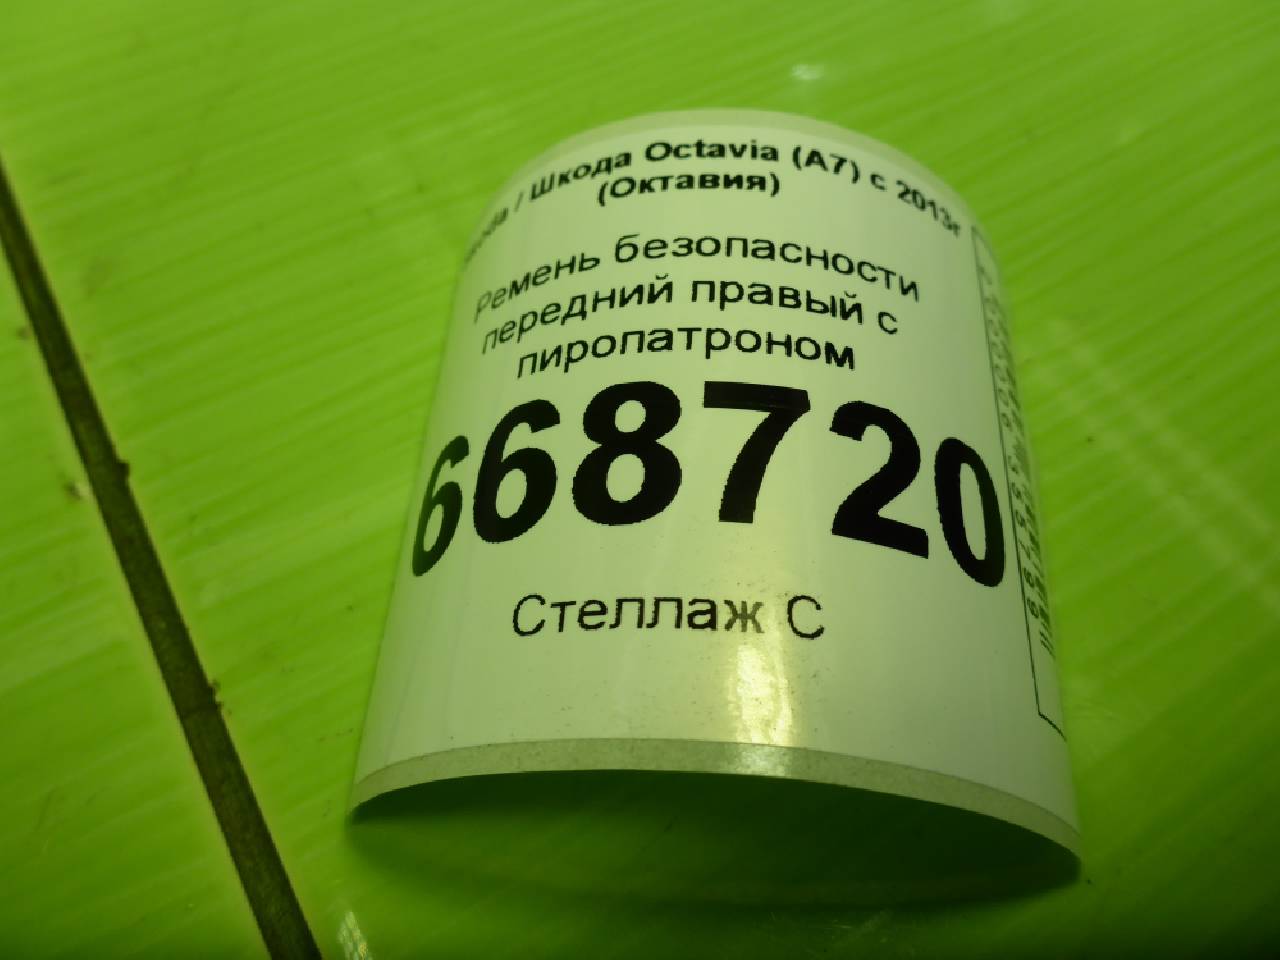 / Шкода Octavia (A7) с 2013г
(Октавия)
Ремень безопасности
передний правый с
пиропатроном
668720
Стеллаж С